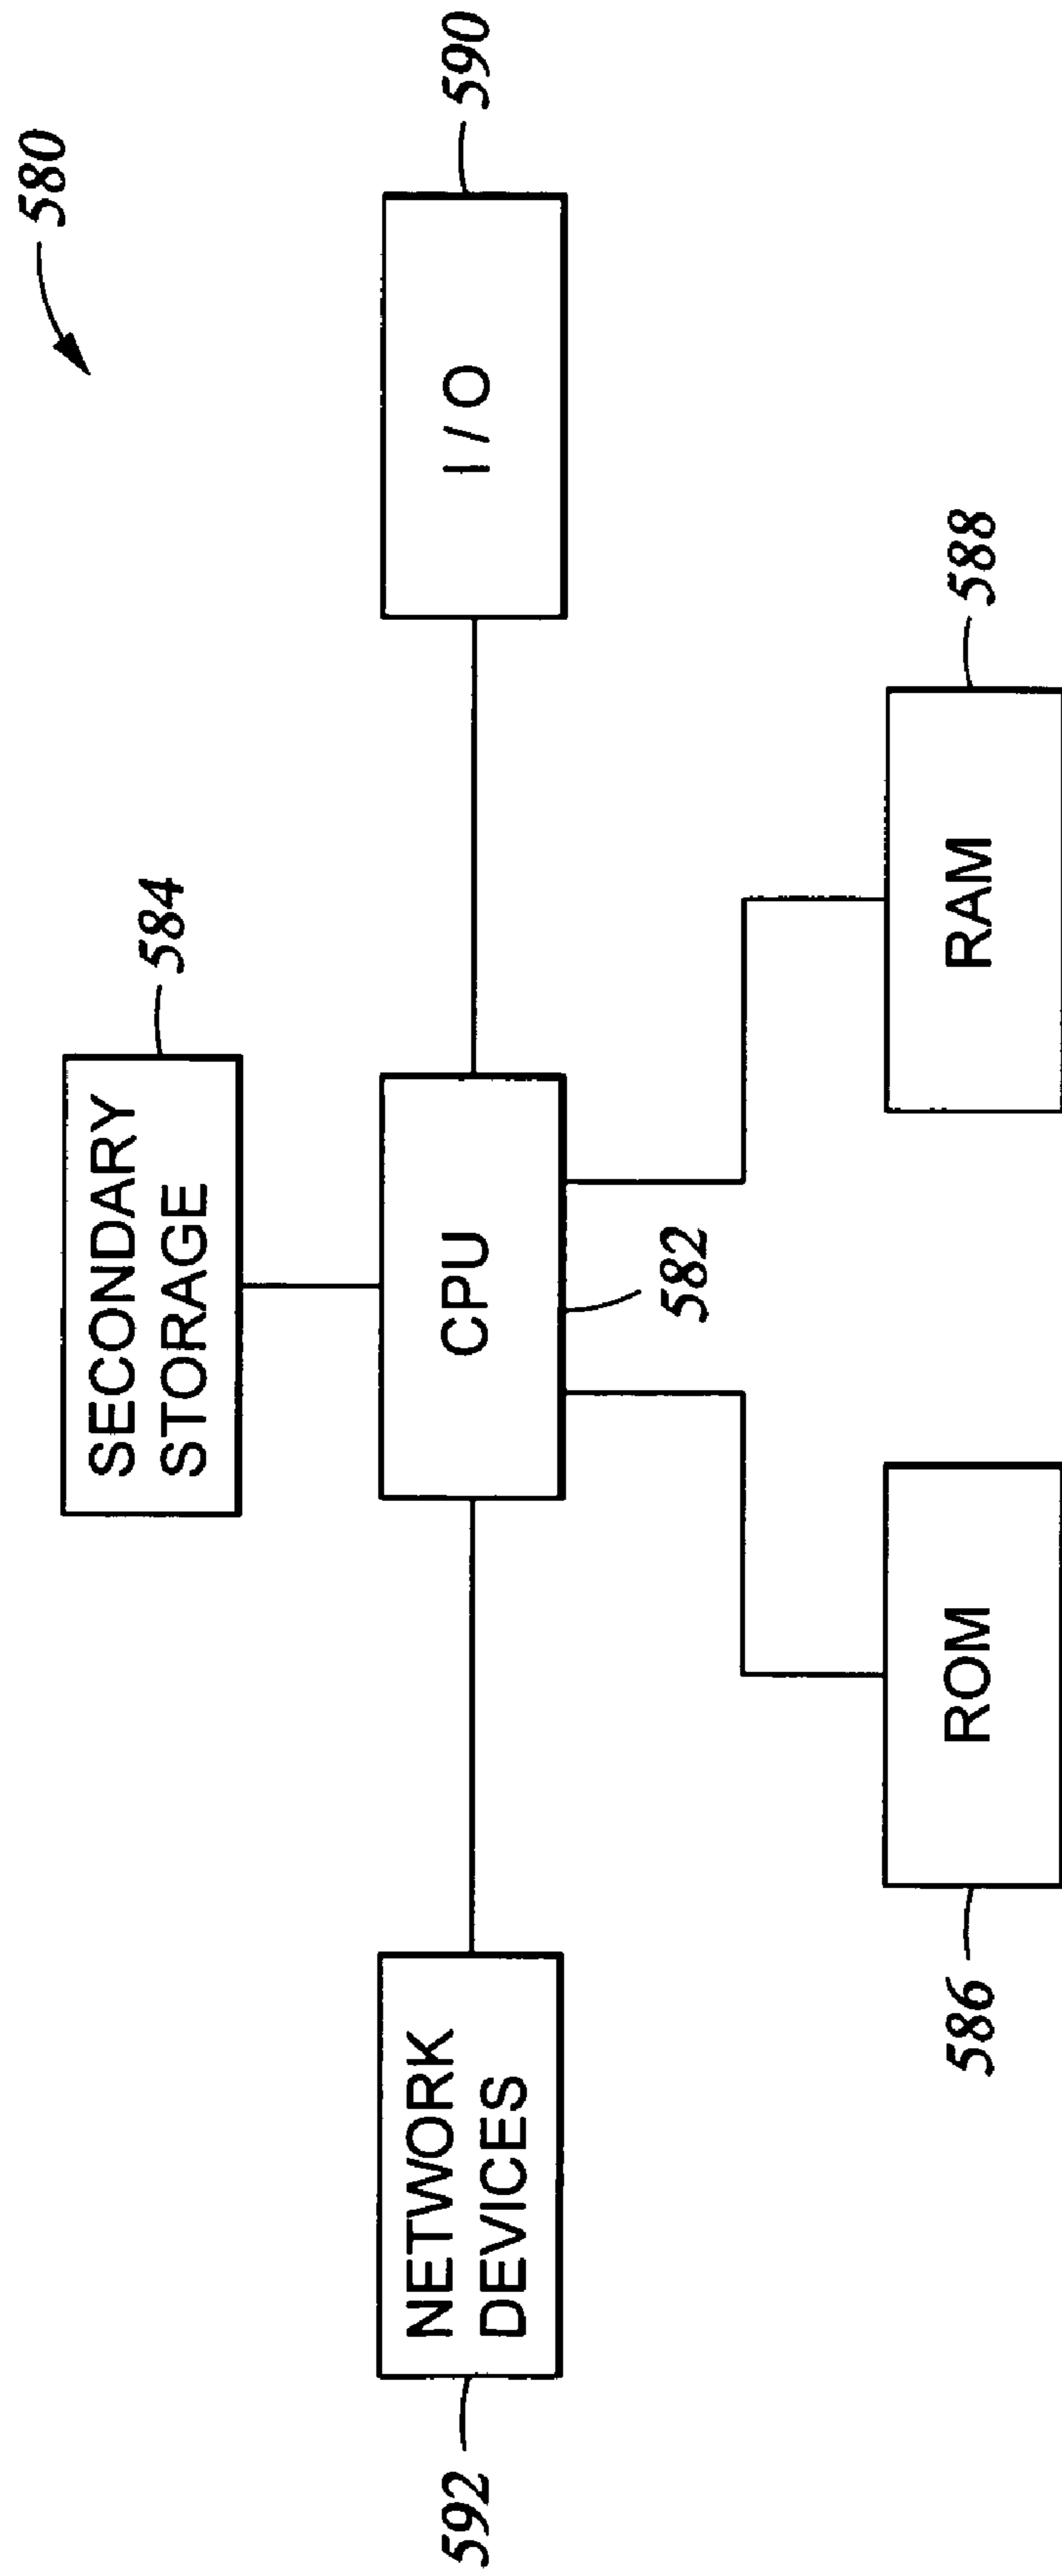 580
SECONDARY
STORAGE
584
NETWORK
DEVICES
592
CPU
582
I / O
590
ROM
586
RAM
588